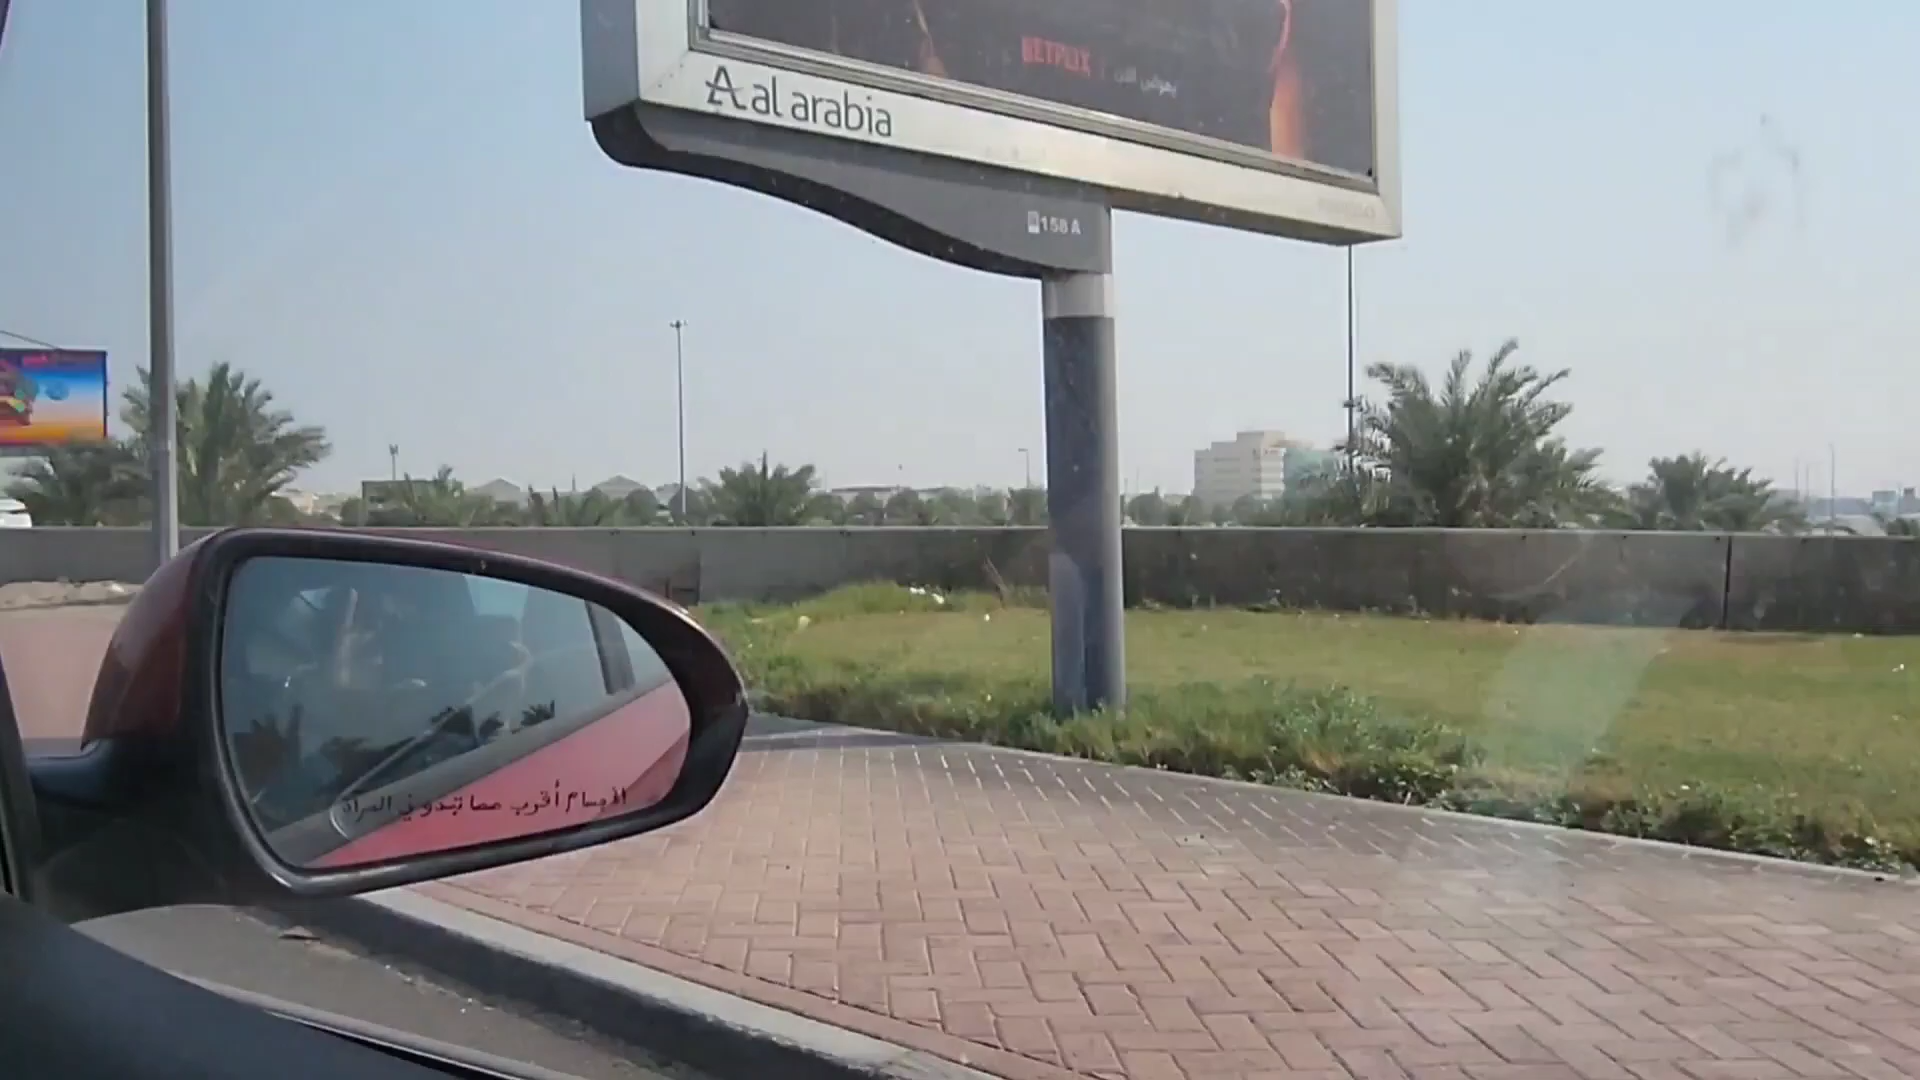 NETFLIX
al arabia
158 A
الأجسام أقرب مما تبدو في المرآة